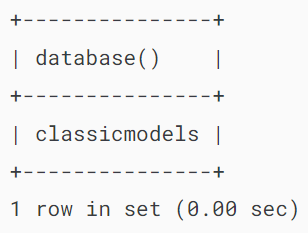 +---------------+
| database()    |
+---------------+
| classicmodels |
+---------------+
1 row in set (0.00 sec)